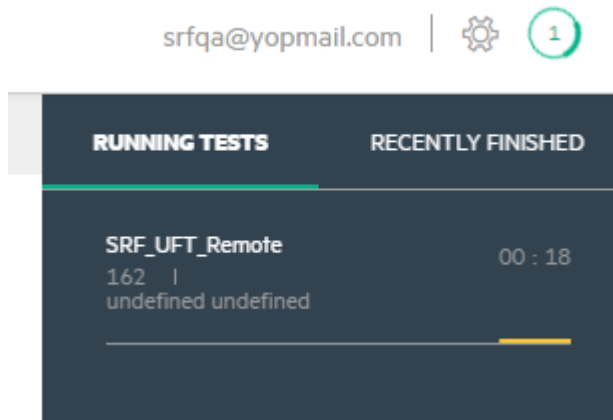 srfqa@yopmail.com | 1
RUNNING TESTS RECENTLY FINISHED
SRF_UFT_Remote
00 : 18
162 |
undefined undefined